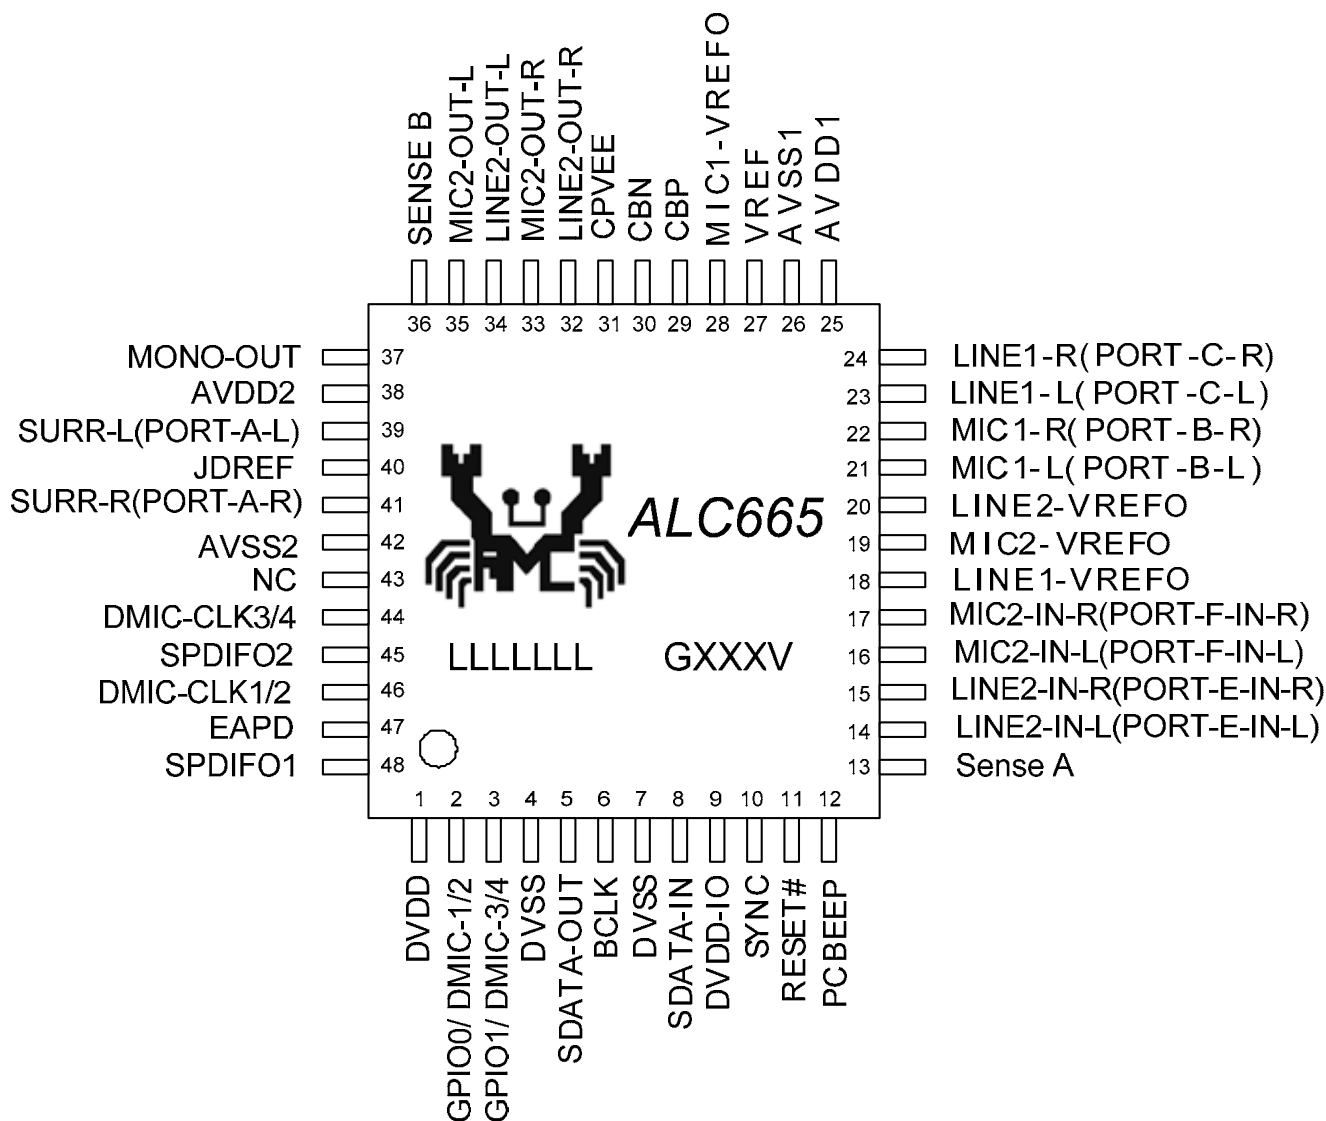 SENSE B
MIC2-OUT-L
LINE2-OUT-L
MIC2-OUT-R
LINE2-OUT-R
CPVEE
CBN
CBP
MIC1-VREFO
VREF
AVSS1
AVDD1
36 35 34 33 32 31 30 29 28 27 26 25
MONO-OUT 37
AVDD2 38
SURR-L(PORT-A-L) 39
JDREF 40
SURR-R(PORT-A-R) 41
AVSS2 42
NC 43
DMIC-CLK3/4 44
SPDIFO2 45
DMIC-CLK1/2 46
EAPD 47
SPDIFO1 48
ALC665
LLLLLLL GXXXV
24 LINE1-R(PORT-C-R)
23 LINE1-L(PORT-C-L)
22 MIC1-R(PORT-B-R)
21 MIC1-L(PORT-B-L)
20 LINE2-VREFO
19 MIC2-VREFO
18 LINE1-VREFO
17 MIC2-IN-R(PORT-F-IN-R)
16 MIC2-IN-L(PORT-F-IN-L)
15 LINE2-IN-R(PORT-E-IN-R)
14 LINE2-IN-L(PORT-E-IN-L)
13 Sense A
1 2 3 4 5 6 7 8 9 10 11 12
DVDD
GPIO0/ DMIC-1/2
GPIO1/ DMIC-3/4
DVSS
SDATA-OUT
BCLK
DVSS
SDATA-IN
DVDD-IO
SYNC
RESET#
PCBEEP